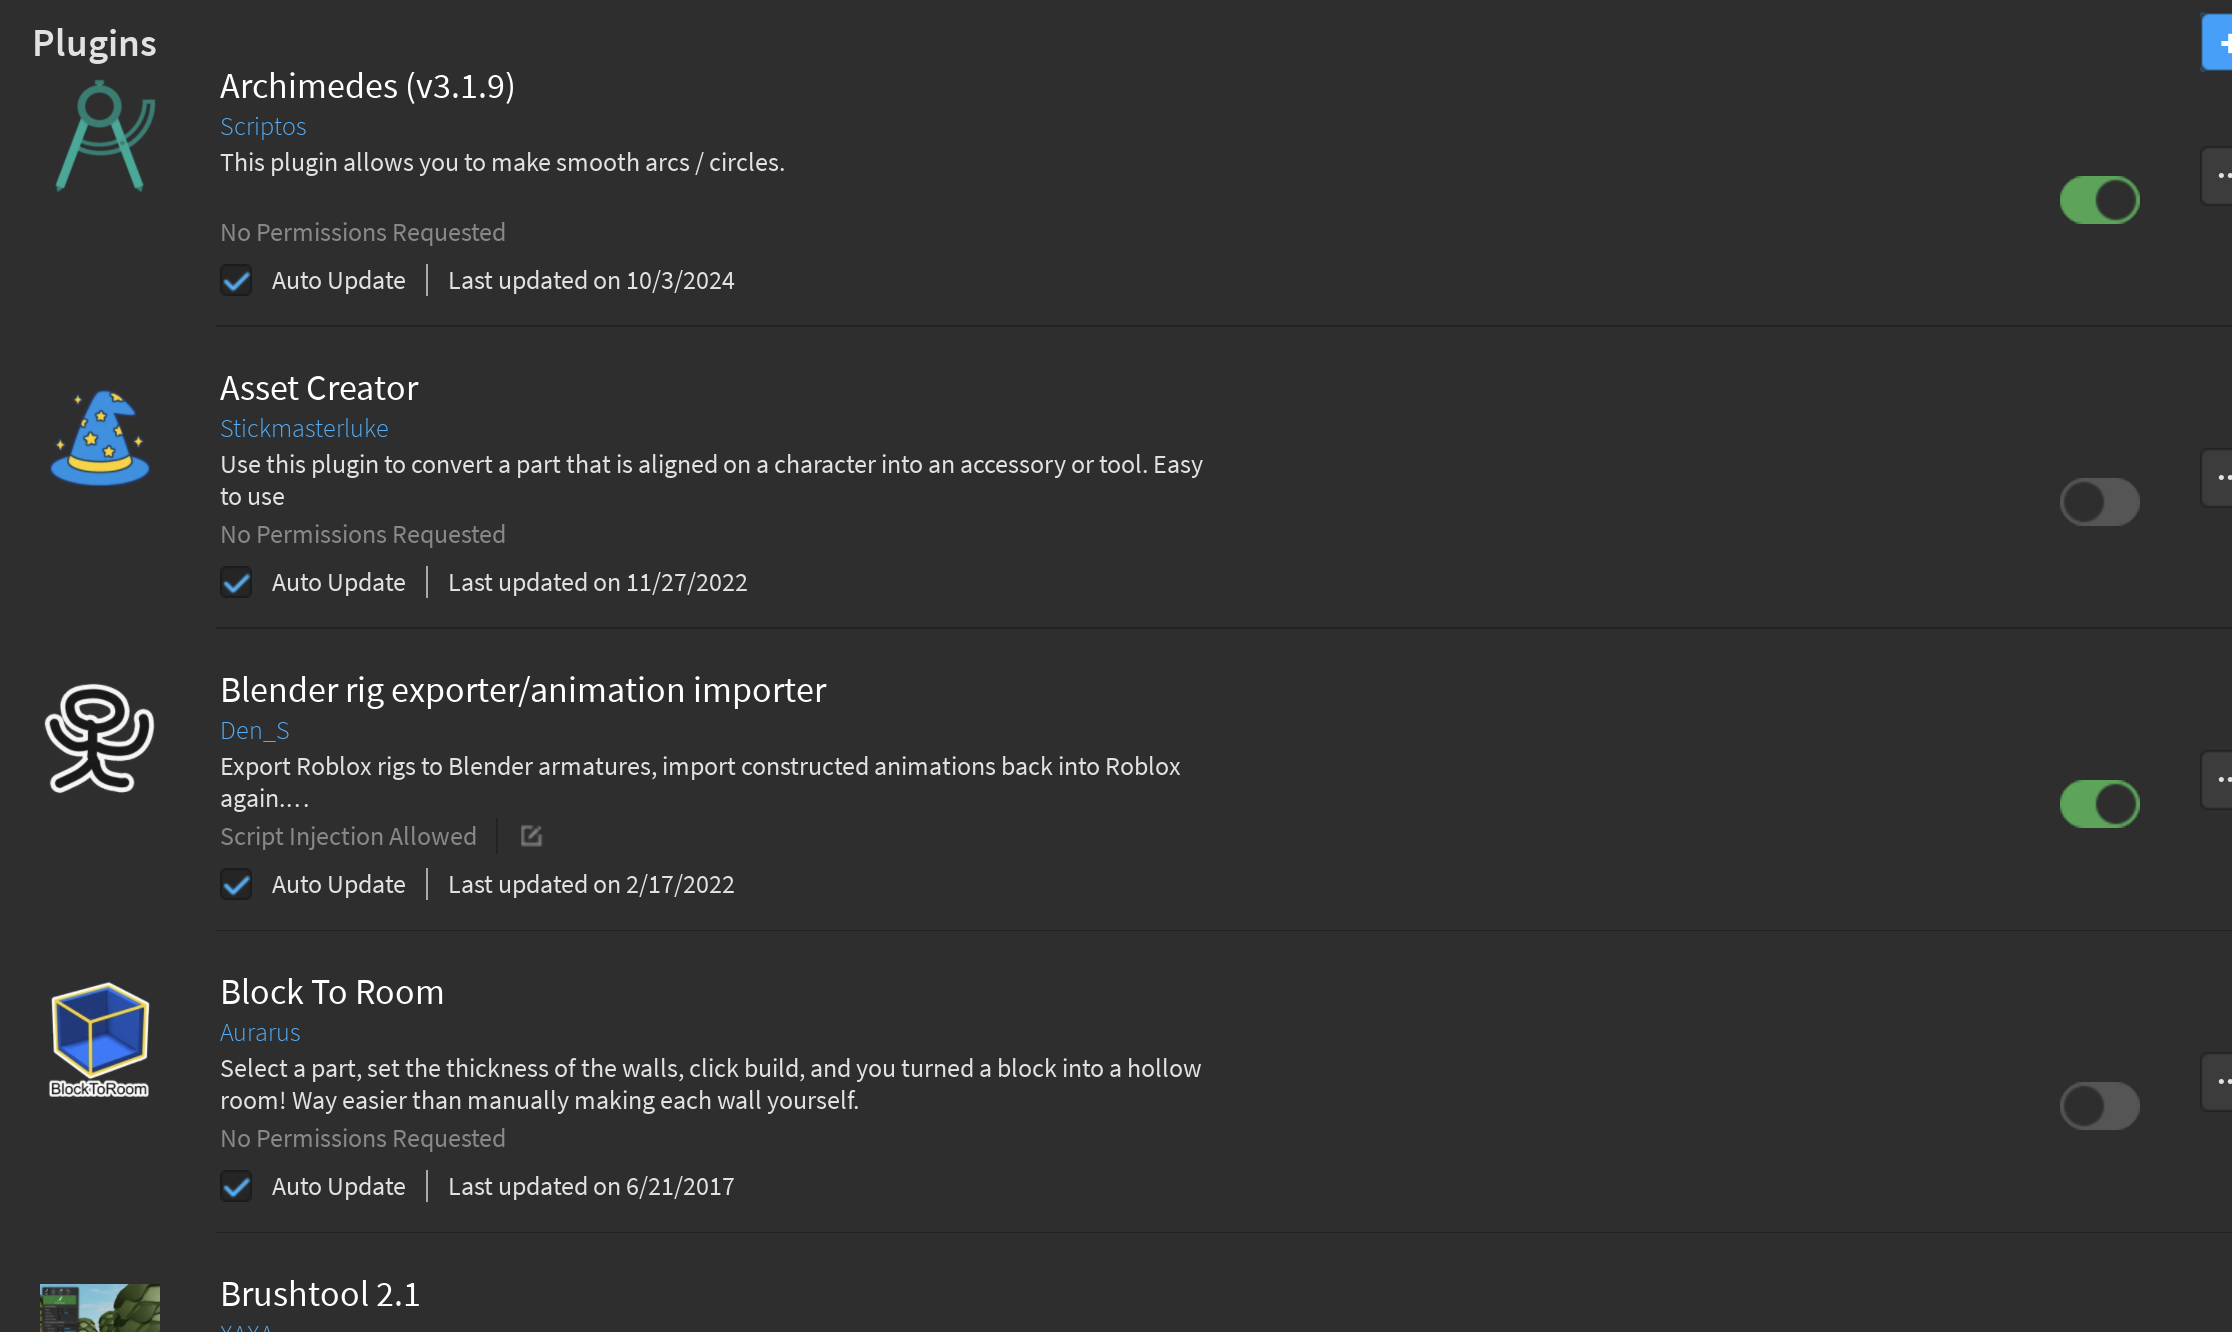 Plugins
Archimedes (v3.1.9)
Scriptos
This plugin allows you to make smooth arcs / circles.
No Permissions Requested
Auto Update
Last updated on 10/3/2024
Asset Creator
Stickmasterluke
Use this plugin to convert a part that is aligned on a character into an accessory or tool. Easy
to use
No Permissions Requested
Auto Update
Last updated on 11/27/2022
Blender rig exporter/animation importer
Den_S
Export Roblox rigs to Blender armatures, import constructed animations back into Roblox
again....
Script Injection Allowed
Auto Update
Last updated on 2/17/2022
Block To Room
BlockToRoom
Aurarus
Select a part, set the thickness of the walls, click build, and you turned a block into a hollow
room! Way easier than manually making each wall yourself.
No Permissions Requested
Auto Update
Last updated on 6/21/2017
Brushtool 2.1